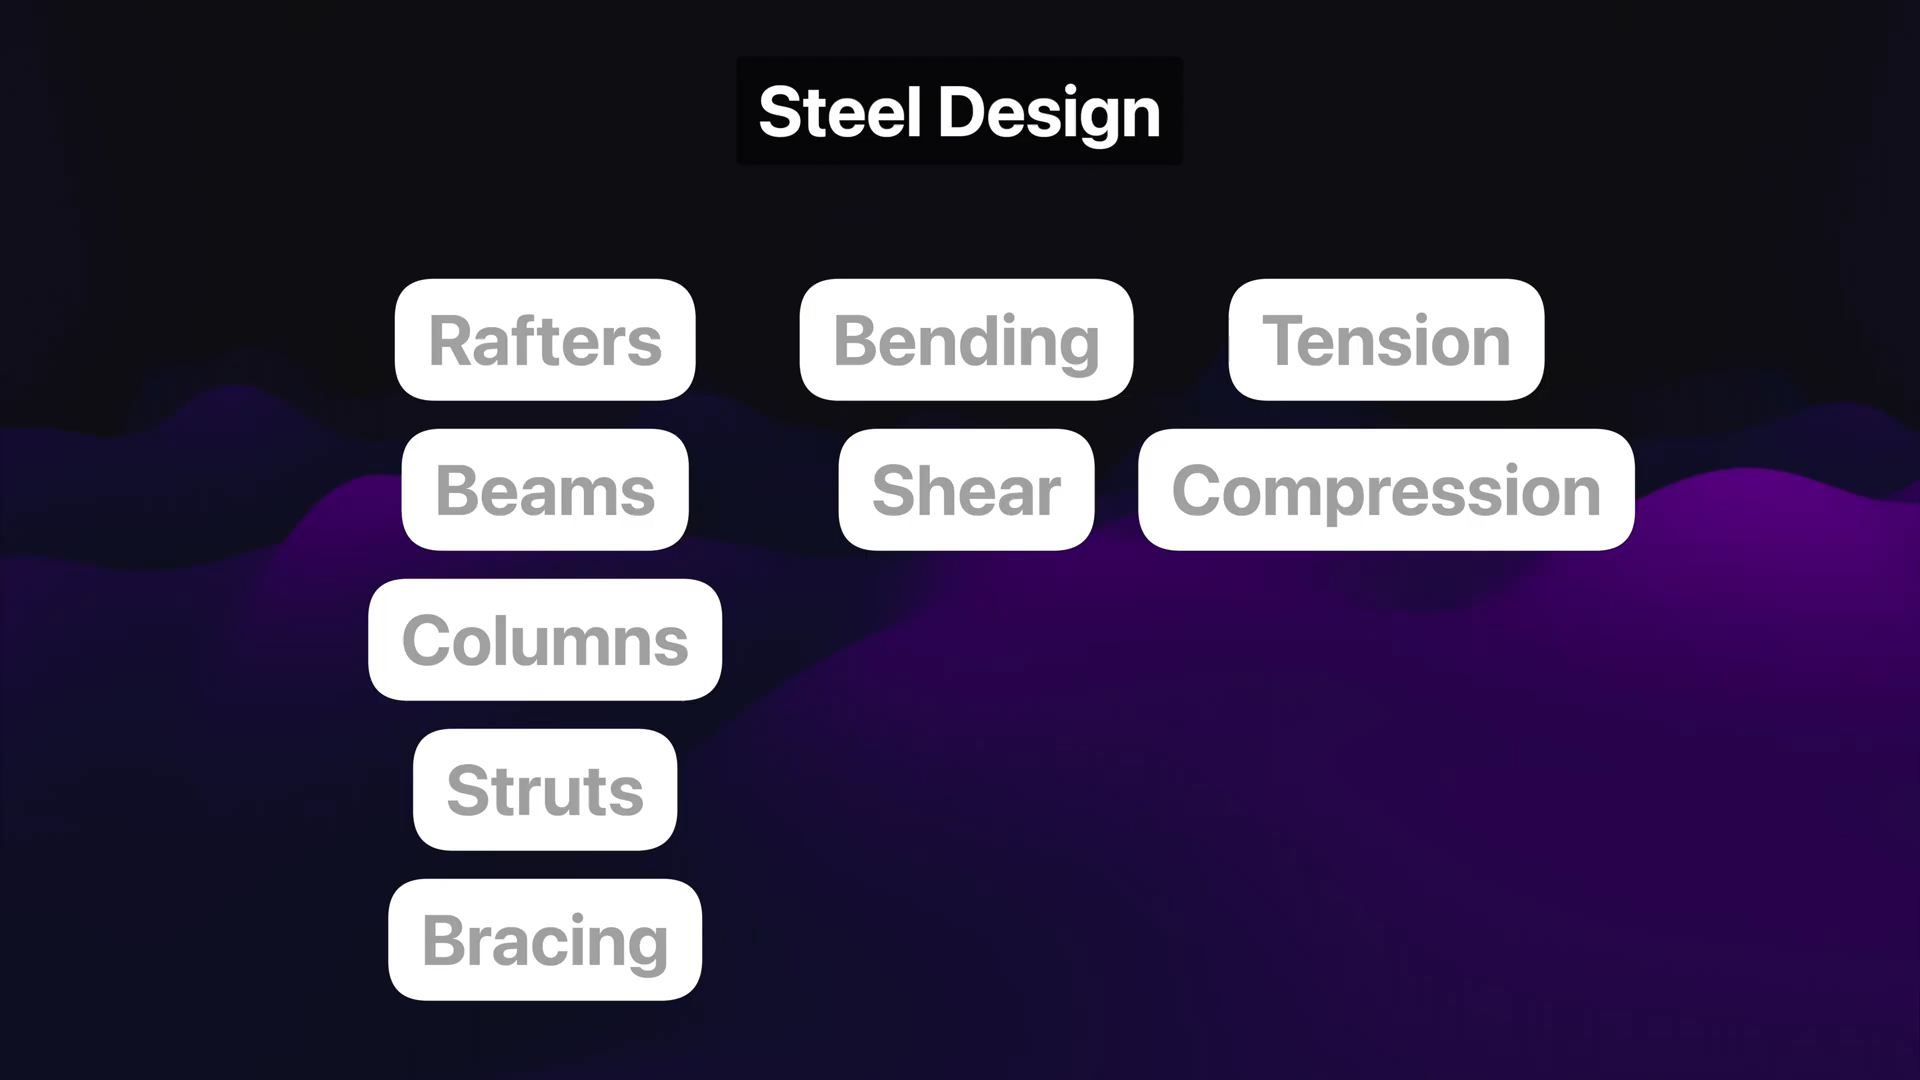 Steel Design
Rafters
Beams
Columns
Struts
Bracing
Bending
Shear
Tension
Compression